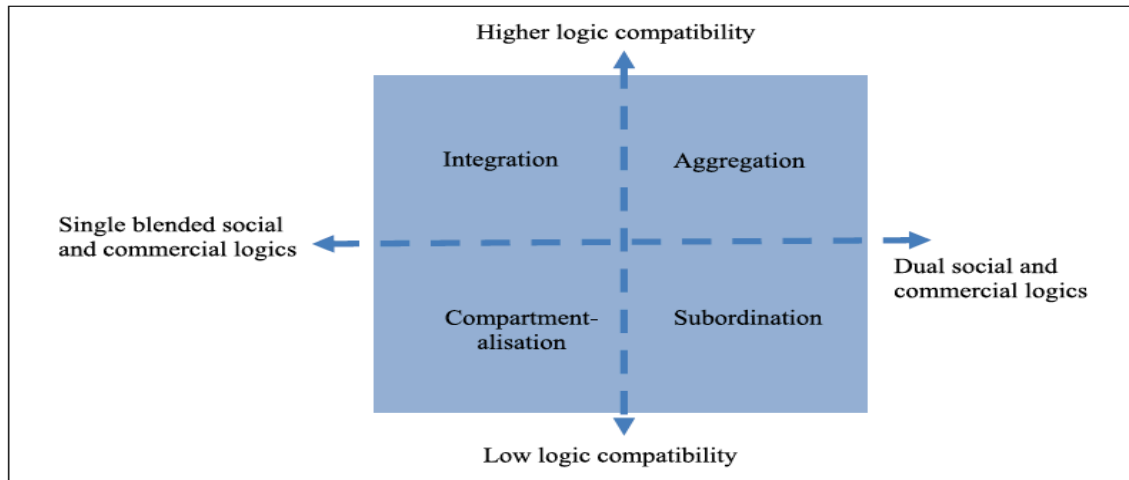 Higher logic compatibility
Integration
Aggregation
Single blended social
and commercial logics
Dual social and
commercial logics
Compartment-
alisation
Subordination
Low logic compatibility